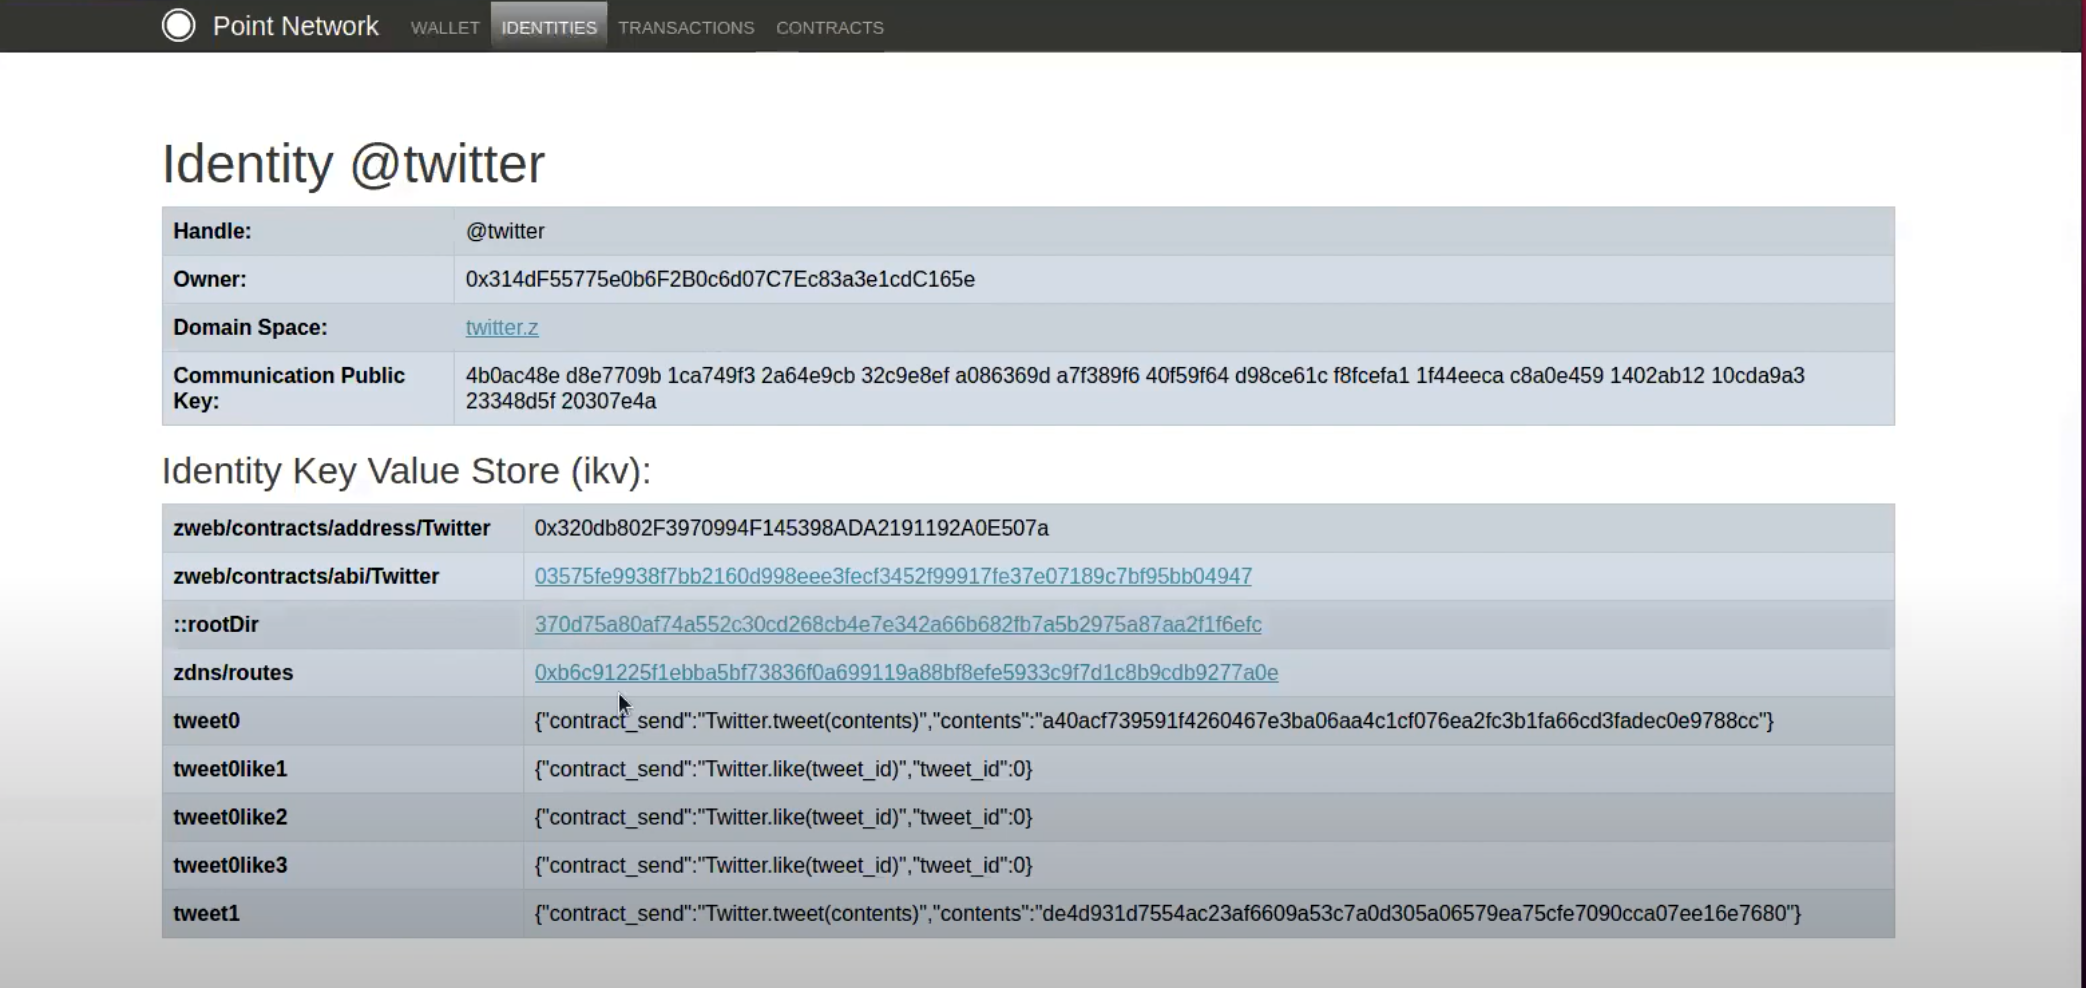 Point Network WALLET IDENTITIES TRANSACTIONS CONTRACTS
Identity @twitter
Handle: @twitter
Owner: 0x314dF55775e0b6F2B0c6d07C7Ec83a3e1cdC165e
Domain Space: twitter.z
Communication Public Key: 4b0ac48e d8e7709b 1ca749f3 2a64e9cb 32c9e8ef a086369d a7f389f6 40f59f64 d98ce61c f8fcefa1 1f44eeca c8a0e459 1402ab12 10cda9a3
23348d5f 20307e4a
Identity Key Value Store (ikv):
zweb/contracts/address/Twitter 0x320db802F3970994F145398ADA2191192A0E507a
zweb/contracts/abi/Twitter 03575fe9938f7bb2160d998eee3fecf3452f99917fe37e07189c7bf95bb04947
::rootDir 370d75a80af74a552c30cd268cb4e7e342a66b682fb7a5b2975a87aa2f1f6efc
zdns/routes 0xb6c91225f1ebba5bf73836f0a699119a88bf8efe5933c9f7d1c8b9cdb9277a0e
tweet0 {"contract_send":"Twitter.tweet(contents)","contents":"a40acf739591f4260467e3ba06aa4c1cf076ea2fc3b1fa66cd3fadec0e9788cc"}
tweet0like1 {"contract_send":"Twitter.like(tweet_id)","tweet_id":0}
tweet0like2 {"contract_send":"Twitter.like(tweet_id)","tweet_id":0}
tweet0like3 {"contract_send":"Twitter.like(tweet_id)","tweet_id":0}
tweet1 {"contract_send":"Twitter.tweet(contents)","contents":"de4d931d7554ac23af6609a53c7a0d305a06579ea75cfe7090cca07ee16e7680"}